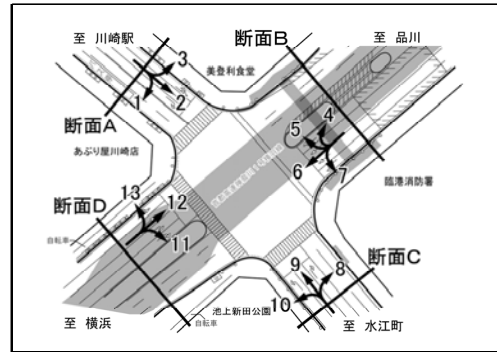 至 川崎駅
断面B
至 品川
美登利食堂
3
1
2
断面A
4
5
6
7
あぶり屋川崎店
臨港消防署
13
12
断面D
11
自転車
9
8
断面C
10
池上新田公園
自転車
至 横浜
至 水江町